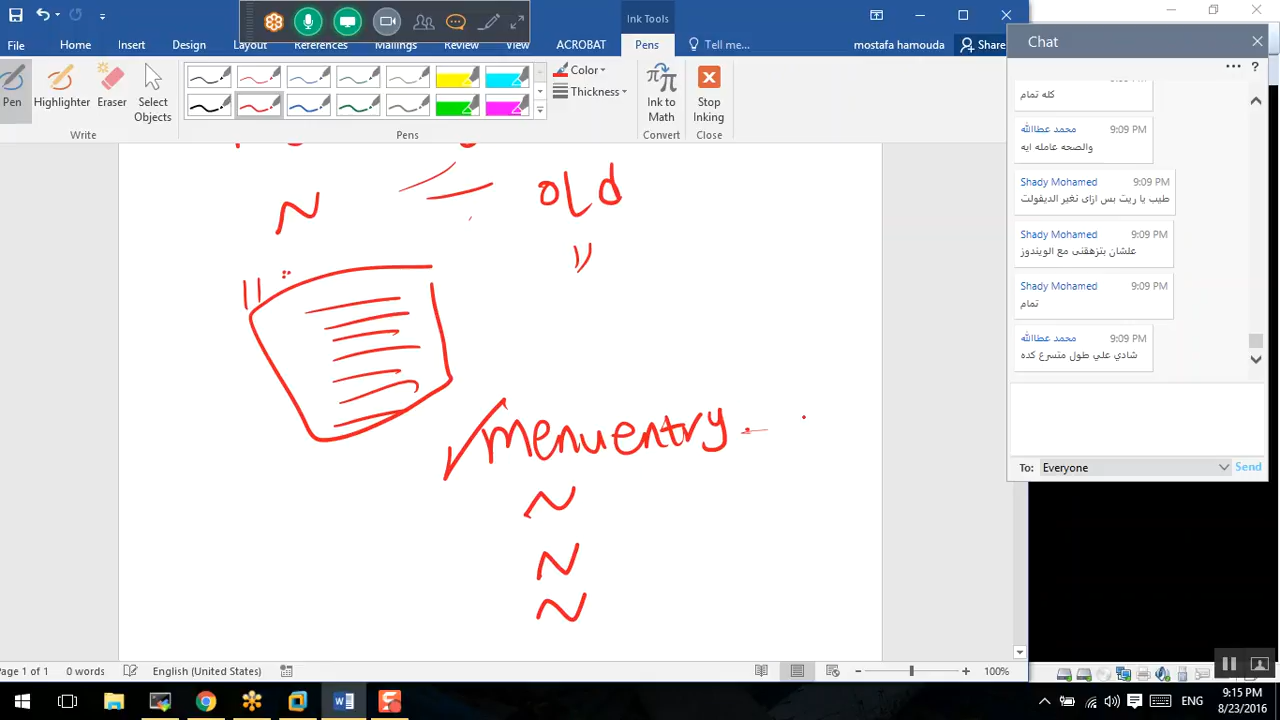 Ink Tools
File
Home
Insert
Design
Layout
References
Mailings
Review
View
ACROBAT
Pens
Tell me...
mostafa hamouda
Share
Pen
Highlighter
Eraser
Select Objects
Color
Thickness
Ink to Math
Stop Inking
Write
Pens
Convert
Close
old
menuentry
Chat
كله تمام
محمد عطاالله 9:09 PM
والصحه عامله ايه
Shady Mohamed 9:09 PM
طيب يا ريت بس ازاى تغير الديفولت
Shady Mohamed 9:09 PM
علشان بتزهقنى مع الويندوز
Shady Mohamed 9:09 PM
تمام
محمد عطاالله 9:09 PM
شادي علي طول متسرع كده
To: Everyone
Send
Page 1 of 1
0 words
English (United States)
100%
ENG
9:15 PM
8/23/2016